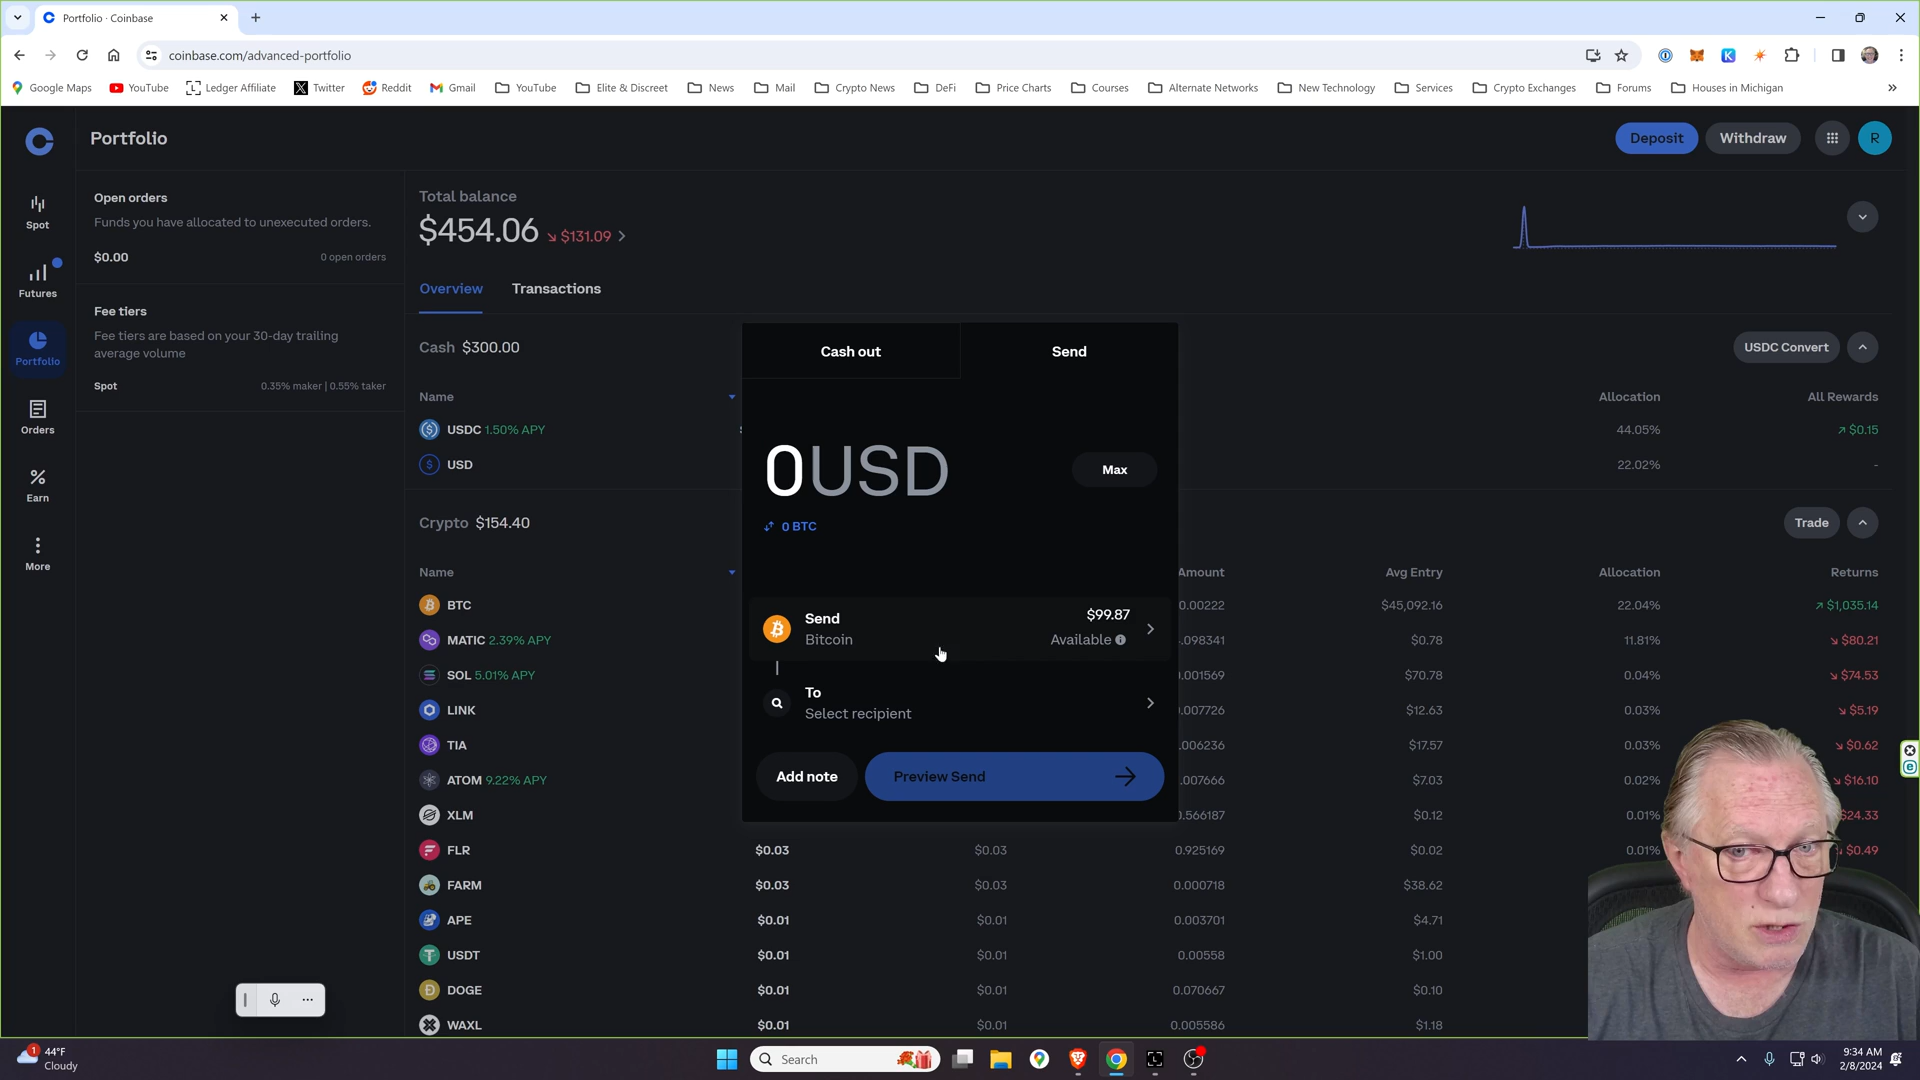 Portfolio · Coinbase
coinbase.com/advanced-portfolio
Google Maps YouTube Ledger Affiliate Twitter Reddit Gmail YouTube Elite & Discreet News Mail Crypto News DeFi Price Charts Courses Alternate Networks New Technology Services Crypto Exchanges Forums Houses in Michigan
Portfolio
Deposit Withdraw R
Spot
Futures
Portfolio
Orders
Earn
More
Open orders
Funds you have allocated to unexecuted orders.
$0.00 0 open orders
Fee tiers
Fee tiers are based on your 30-day trailing
average volume
Spot 0.35% maker | 0.55% taker
Total balance
$454.06 ↘ $131.09
Overview Transactions
Cash $300.00 USDC Convert
Name Allocation All Rewards
USDC 1.50% APY 44.05% ↗ $0.15
USD 22.02% -
Crypto $154.40 Trade
Name Amount Avg Entry Allocation Returns
BTC 0.00222 $45,092.16 22.04% ↗ $1,035.14
MATIC 2.39% APY .098341 $0.78 11.81% ↘ $80.21
SOL 5.01% APY .001569 $70.78 0.04% ↘ $74.53
LINK .007726 $12.63 0.03% ↘ $5.19
TIA .006236 $17.57 0.03% ↘ $0.62
ATOM 9.22% APY .007666 $7.03 0.02% ↘ $16.10
XLM .566187 $0.12 0.01% $24.33
FLR $0.03 $0.03 0.925169 $0.02 0.01% $0.49
FARM $0.03 $0.03 0.000718 $38.62
APE $0.01 $0.01 0.003701 $4.71
USDT $0.01 $0.01 0.00558 $1.00
DOGE $0.01 $0.01 0.070667 $0.10
WAXL $0.01 $0.01 0.005586 $1.18
Cash out Send
0USD Max
0 BTC
Send $99.87
Bitcoin Available
To
Select recipient
Add note Preview Send
1 44°F
Cloudy
Search
9:34 AM
2/8/2024